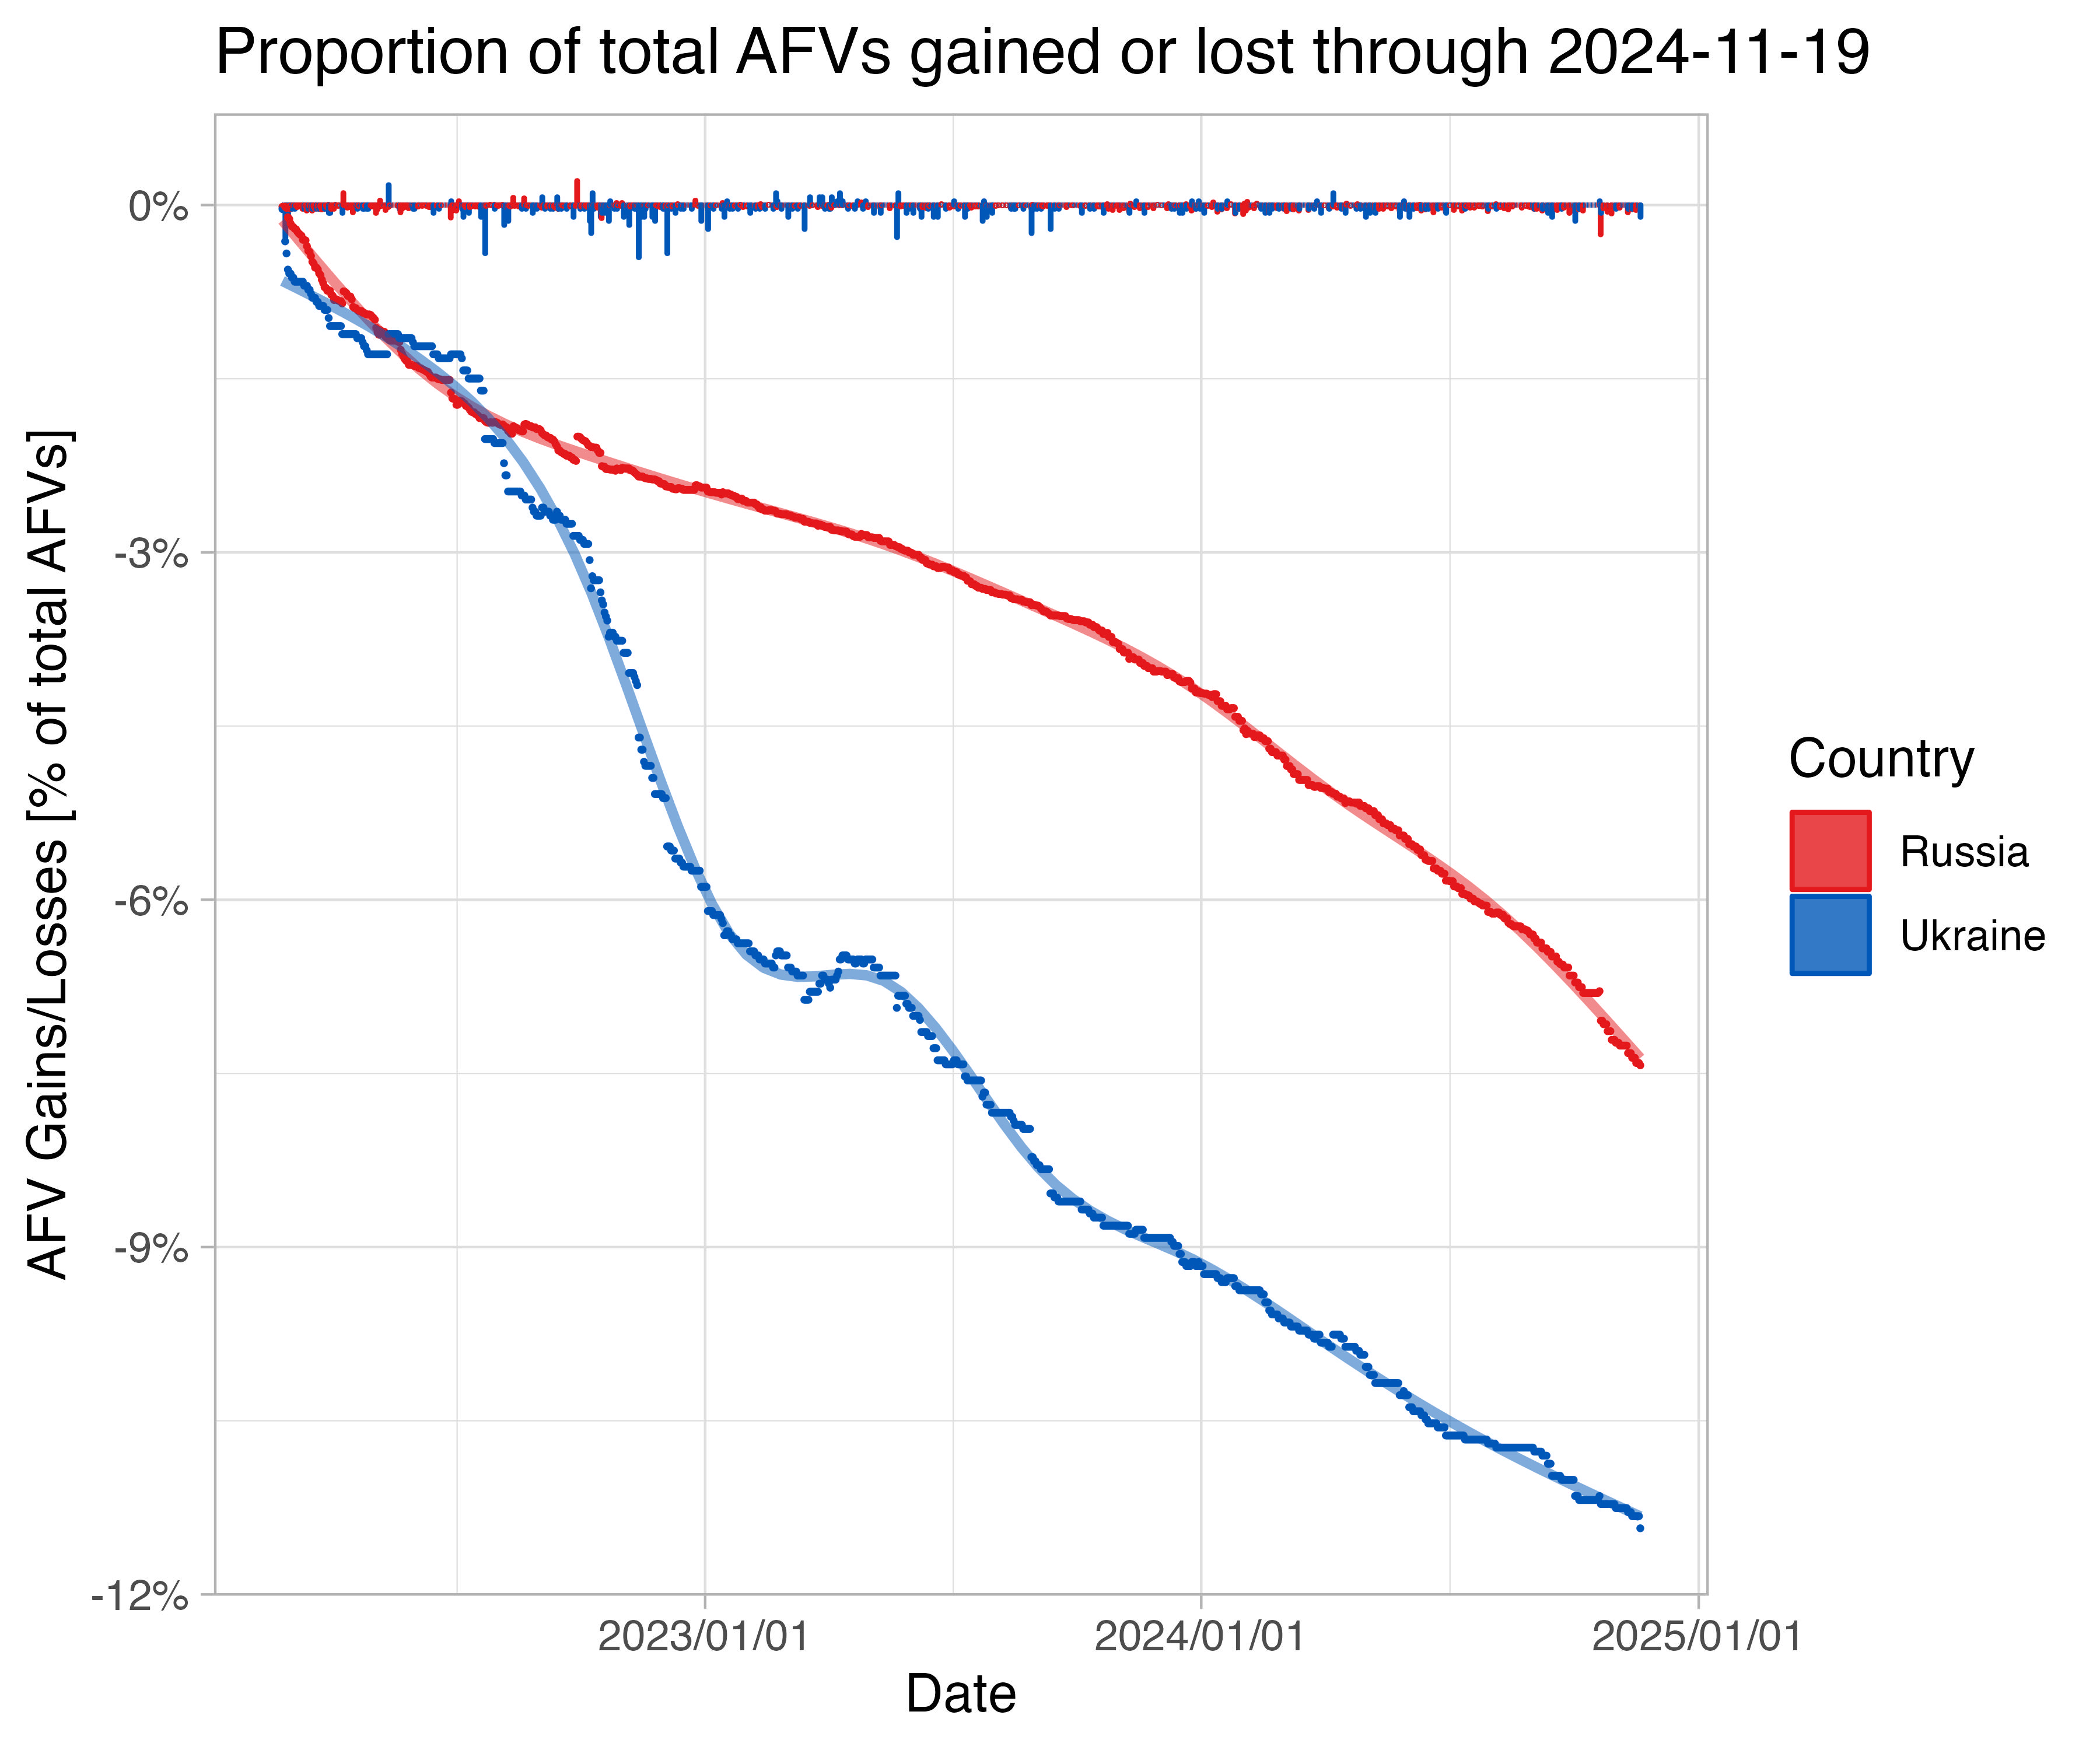 Proportion of total AFVs gained or lost through 2024-11-19
AFV Gains/Losses [% of total AFVs]
0%
-3%
-6%
-9%
-12%
2023/01/01
2024/01/01
2025/01/01
Date
Country
Russia
Ukraine